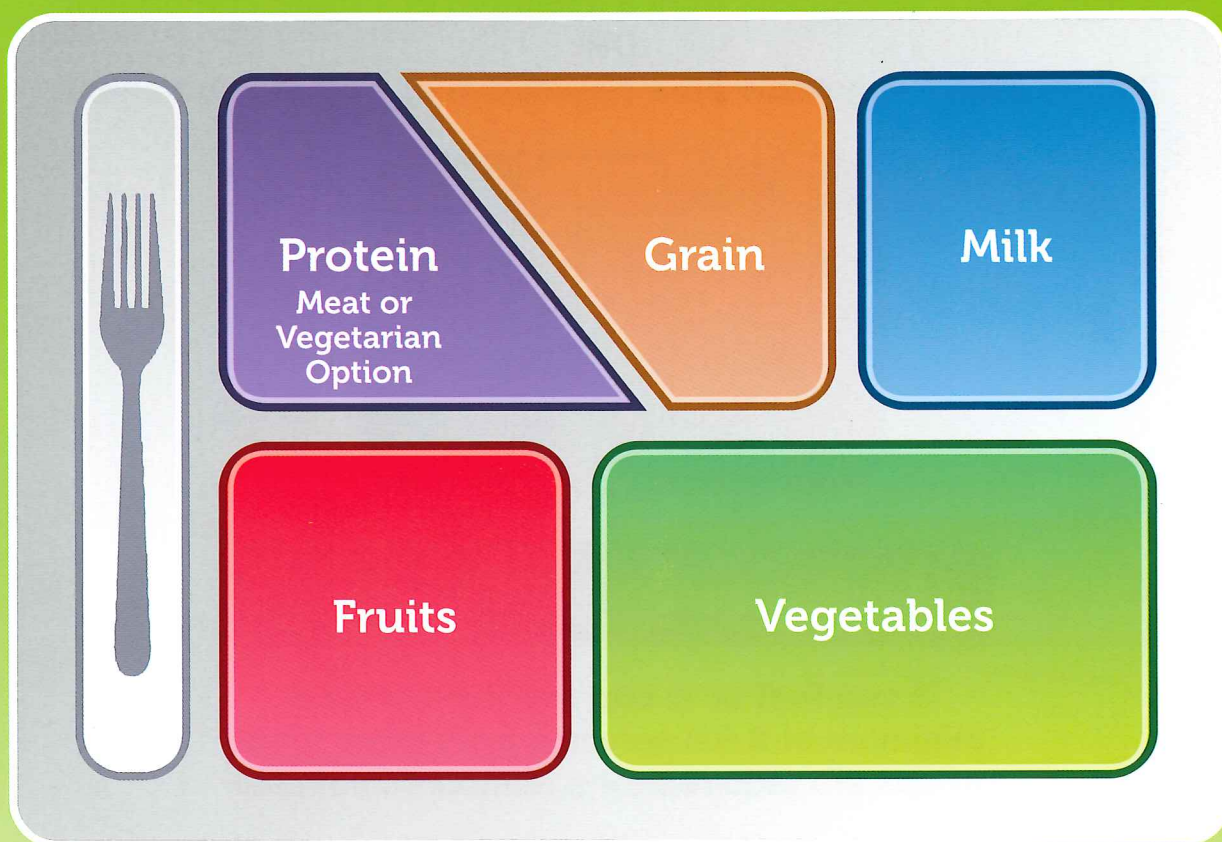 Protein
Meat or
Vegetarian
Option
Grain
Milk
Fruits
Vegetables